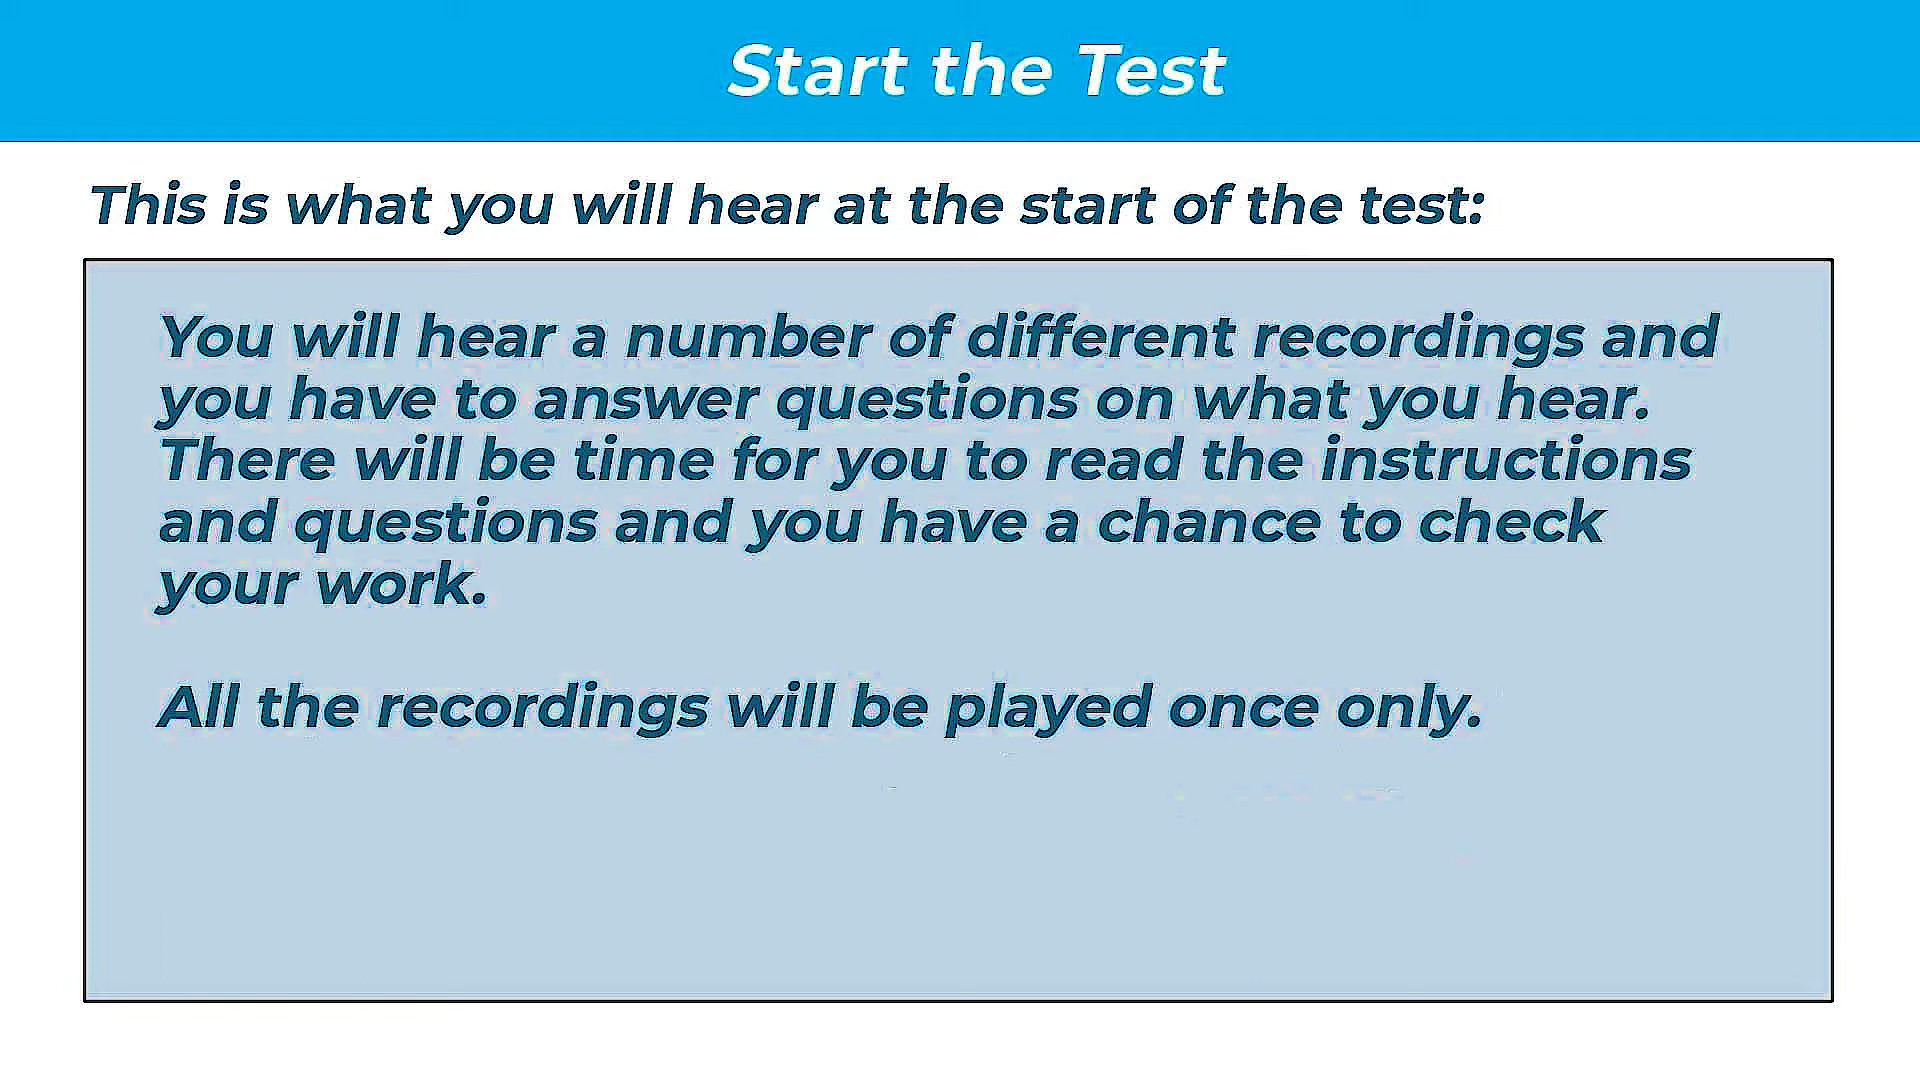 Start the Test
This is what you will hear at the start of the test:
You will hear a number of different recordings and
you have to answer questions on what you hear.
There will be time for you to read the instructions
and questions and you have a chance to check
your work.
All the recordings will be played once only.